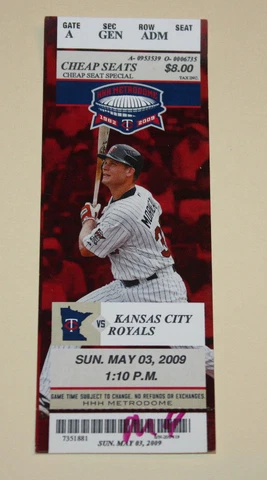 GATE SEC ROW SEAT
A GEN ADM
A- 0953539 O- 0006735
CHEAP SEATS $8.00
CHEAP SEAT SPECIAL TAX INC
HHH METRODOME
1982 2009
VS
KANSAS CITY
ROYALS
SUN. MAY 03, 2009
1:10 P.M.
GAME TIME SUBJECT TO CHANGE. NO REFUNDS OR EXCHANGES.
HHH METRODOME
7351881
SUN. MAY 03, 2009